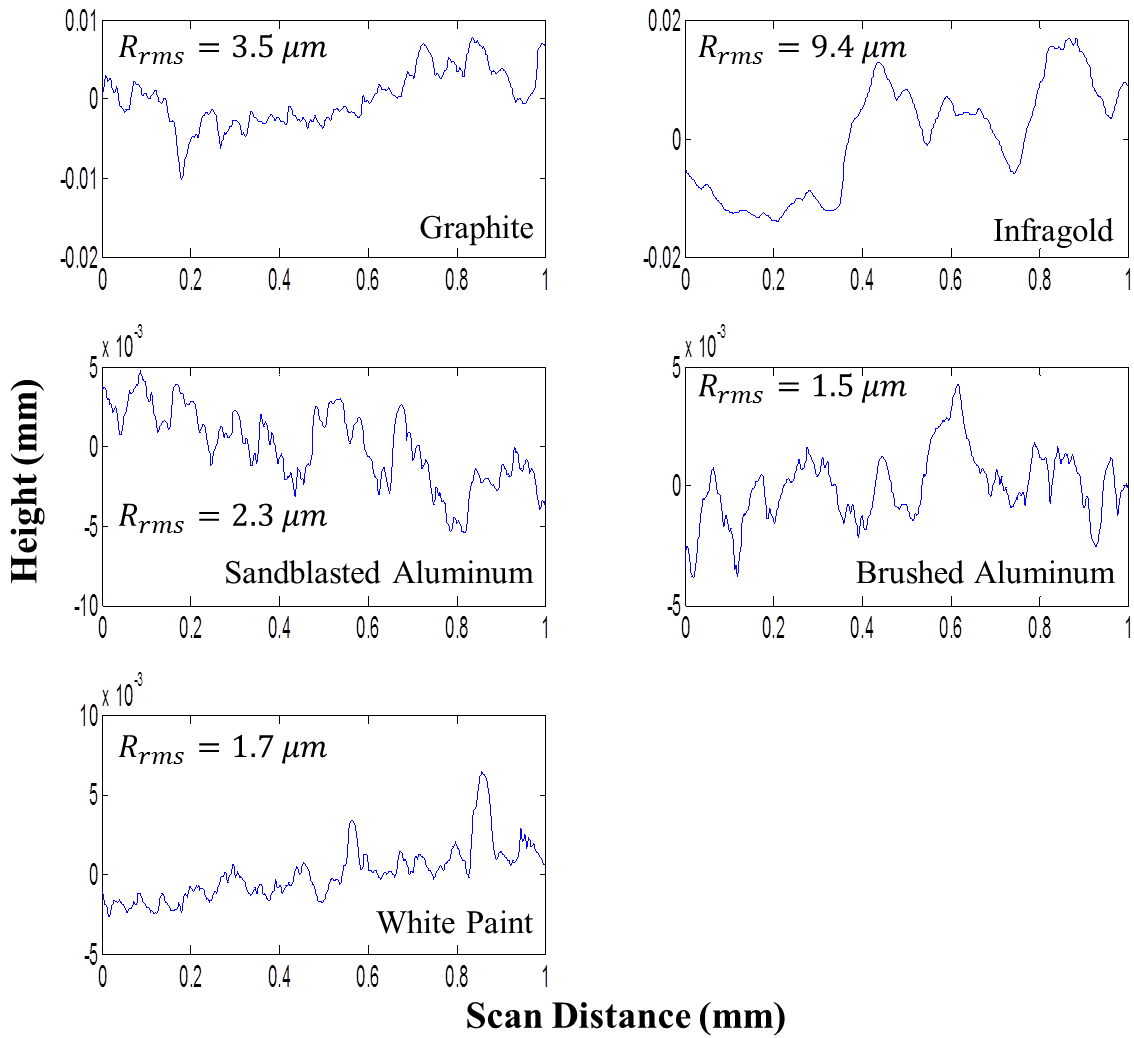 0.01
R_rms = 3.5 μm
0
-0.01
Graphite
-0.02
0 0.2 0.4 0.6 0.8 1
0.02
R_rms = 9.4 μm
0
Infragold
-0.02
0 0.2 0.4 0.6 0.8 1
x 10^-3
5
0
R_rms = 2.3 μm
-5
Sandblasted Aluminum
-10
0 0.2 0.4 0.6 0.8 1
x 10^-3
5
R_rms = 1.5 μm
0
Brushed Aluminum
-5
0 0.2 0.4 0.6 0.8 1
Height (mm)
x 10^-3
10
R_rms = 1.7 μm
5
0
White Paint
-5
0 0.2 0.4 0.6 0.8 1
Scan Distance (mm)